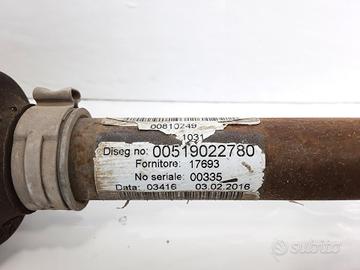 00810249
1031
Diseg no: 00519022780
Fornitore: 17693
No seriale: 00335
Data: 03416 03.02.2016
subito